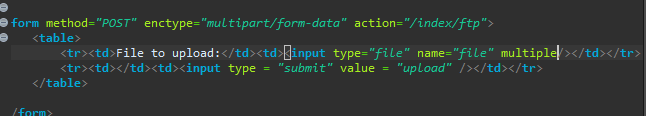 form method="POST" enctype="multipart/form-data" action="/index/ftp">
<table>
<tr><td>File to upload:</td><td><input type="file" name="file" multiple/></td></tr>
<tr><td></td><td><input type = "submit" value = "upload" /></td></tr>
</table>
/form>